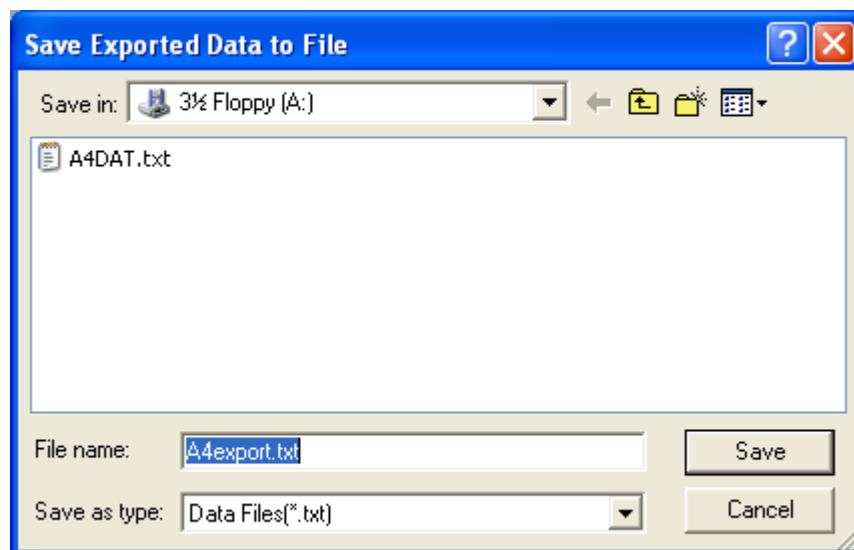 Save Exported Data to File
Save in: 3½ Floppy (A:)
A4DAT.txt
File name: A4export.txt Save
Save as type: Data Files(*.txt) Cancel